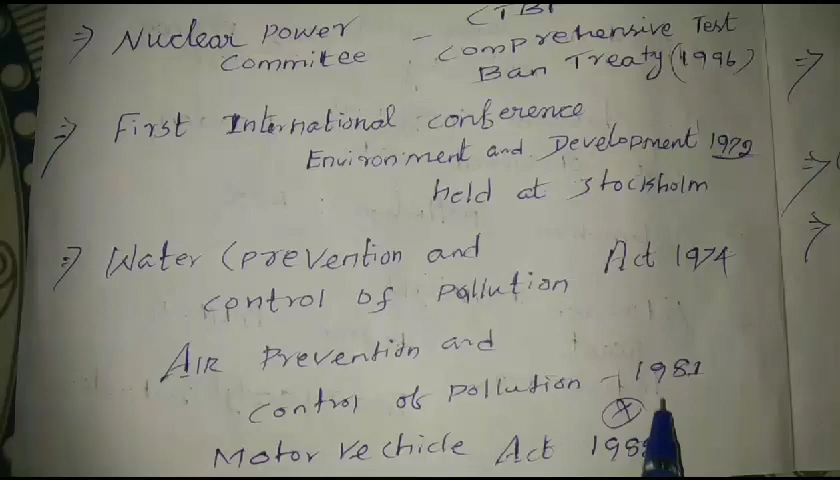 CTBT
⇒ Nuclear Power - Comprehensive Test
Commitee Ban Treaty (1996)
⇒ First International conference
Environment and Development 1972
held at stockholm
⇒ Water (prevention and
control of pollution Act 1974
AIR Prevention and
control of pollution - 1981
Motor vechicle Act